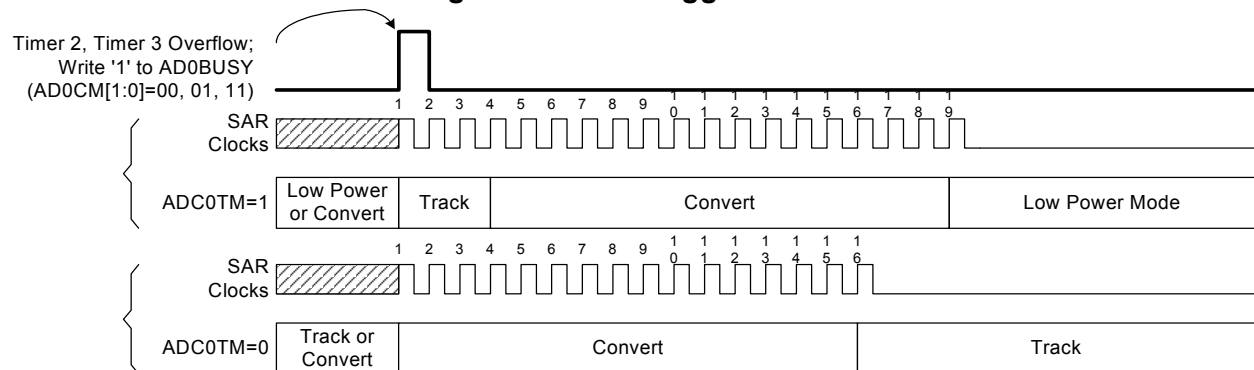 g
gg
Timer 2, Timer 3 Overflow;
Write '1' to AD0BUSY
(AD0CM[1:0]=00, 01, 11)
1 2 3 4 5 6 7 8 9 10 11 12 13 14 15 16 17 18 19
SAR
Clocks
ADC0TM=1
Low Power
or Convert
Track
Convert
Low Power Mode
1 2 3 4 5 6 7 8 9 10 11 12 13 14 15 16
SAR
Clocks
ADC0TM=0
Track or
Convert
Convert
Track